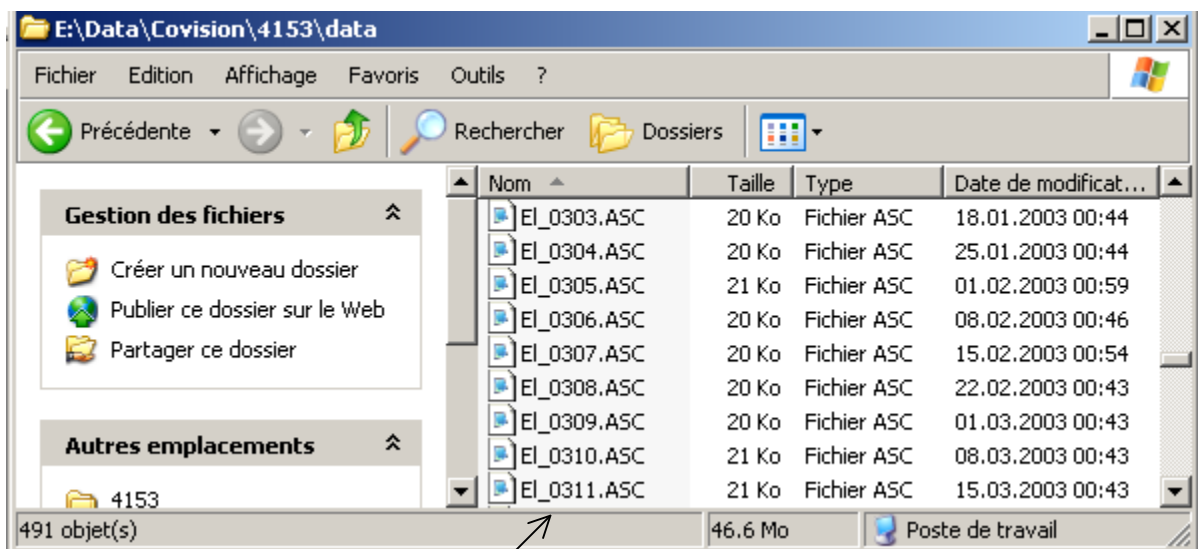 E:\Data\Covision\4153\data
Fichier Edition Affichage Favoris Outils ?
Précédente Rechercher Dossiers
Nom Taille Type Date de modificat...
Gestion des fichiers
Créer un nouveau dossier
Publier ce dossier sur le Web
Partager ce dossier
Autres emplacements
4153
El_0303.ASC 20 Ko Fichier ASC 18.01.2003 00:44
El_0304.ASC 20 Ko Fichier ASC 25.01.2003 00:44
El_0305.ASC 21 Ko Fichier ASC 01.02.2003 00:59
El_0306.ASC 20 Ko Fichier ASC 08.02.2003 00:46
El_0307.ASC 20 Ko Fichier ASC 15.02.2003 00:54
El_0308.ASC 20 Ko Fichier ASC 22.02.2003 00:43
El_0309.ASC 20 Ko Fichier ASC 01.03.2003 00:43
El_0310.ASC 21 Ko Fichier ASC 08.03.2003 00:43
El_0311.ASC 21 Ko Fichier ASC 15.03.2003 00:43
491 objet(s) 46.6 Mo Poste de travail